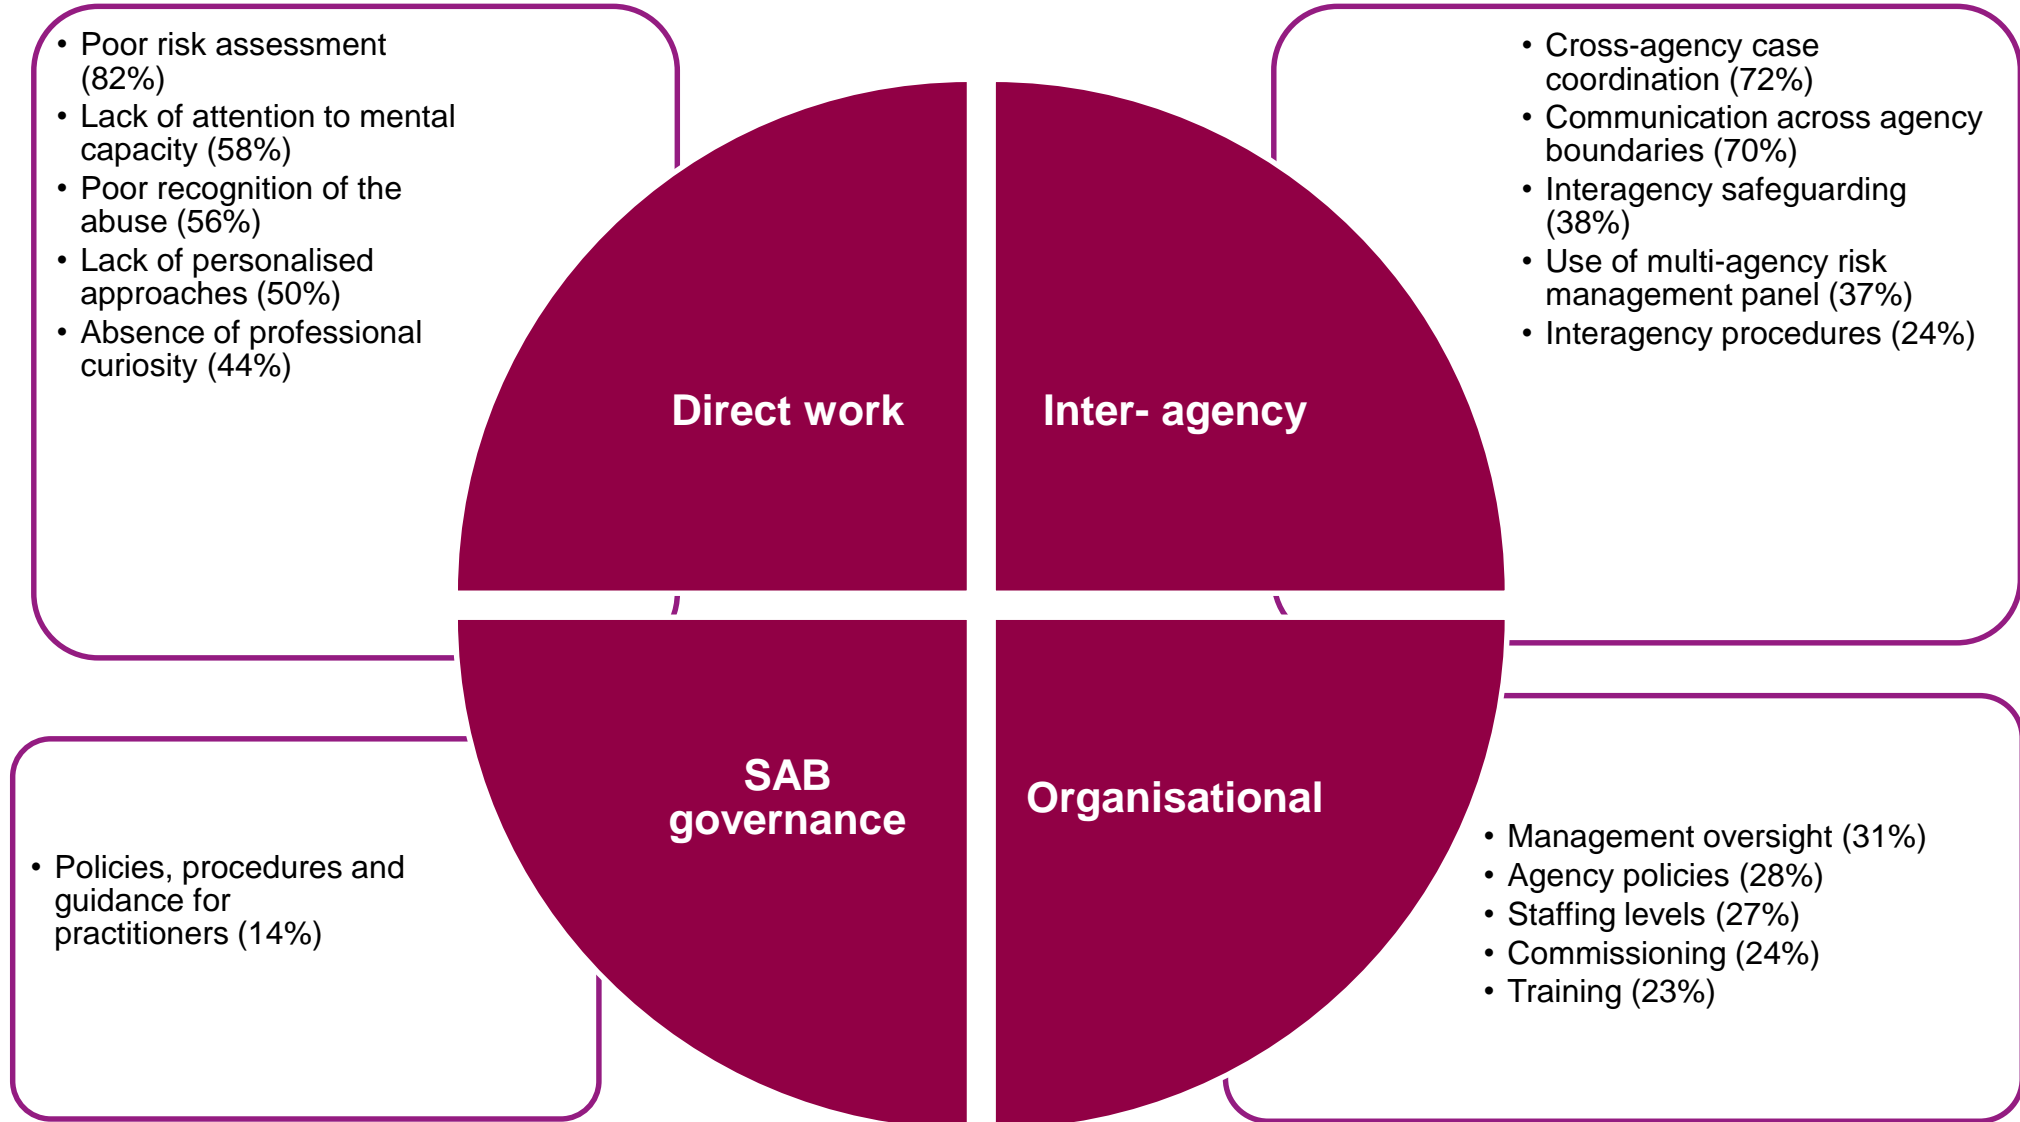 • Poor risk assessment
(82%)
• Lack of attention to mental
capacity (58%)
• Poor recognition of the
abuse (56%)
• Lack of personalised
approaches (50%)
• Absence of professional
curiosity (44%)
• Cross-agency case
coordination (72%)
• Communication across agency
boundaries (70%)
• Interagency safeguarding
(38%)
• Use of multi-agency risk
management panel (37%)
• Interagency procedures (24%)
Direct work
Inter- agency
SAB
governance
Organisational
• Policies, procedures and
guidance for
practitioners (14%)
• Management oversight (31%)
• Agency policies (28%)
• Staffing levels (27%)
• Commissioning (24%)
• Training (23%)